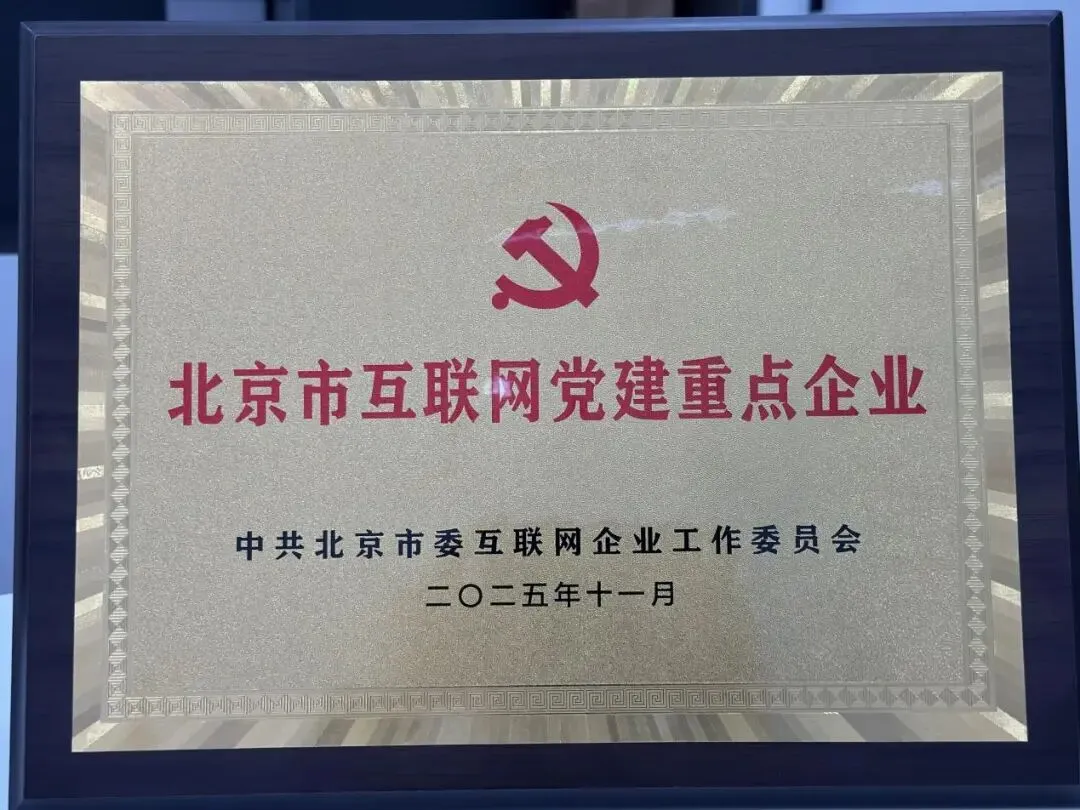 北京市互联网党建重点企业
中共北京市委互联网企业工作委员会
二〇二五年十一月